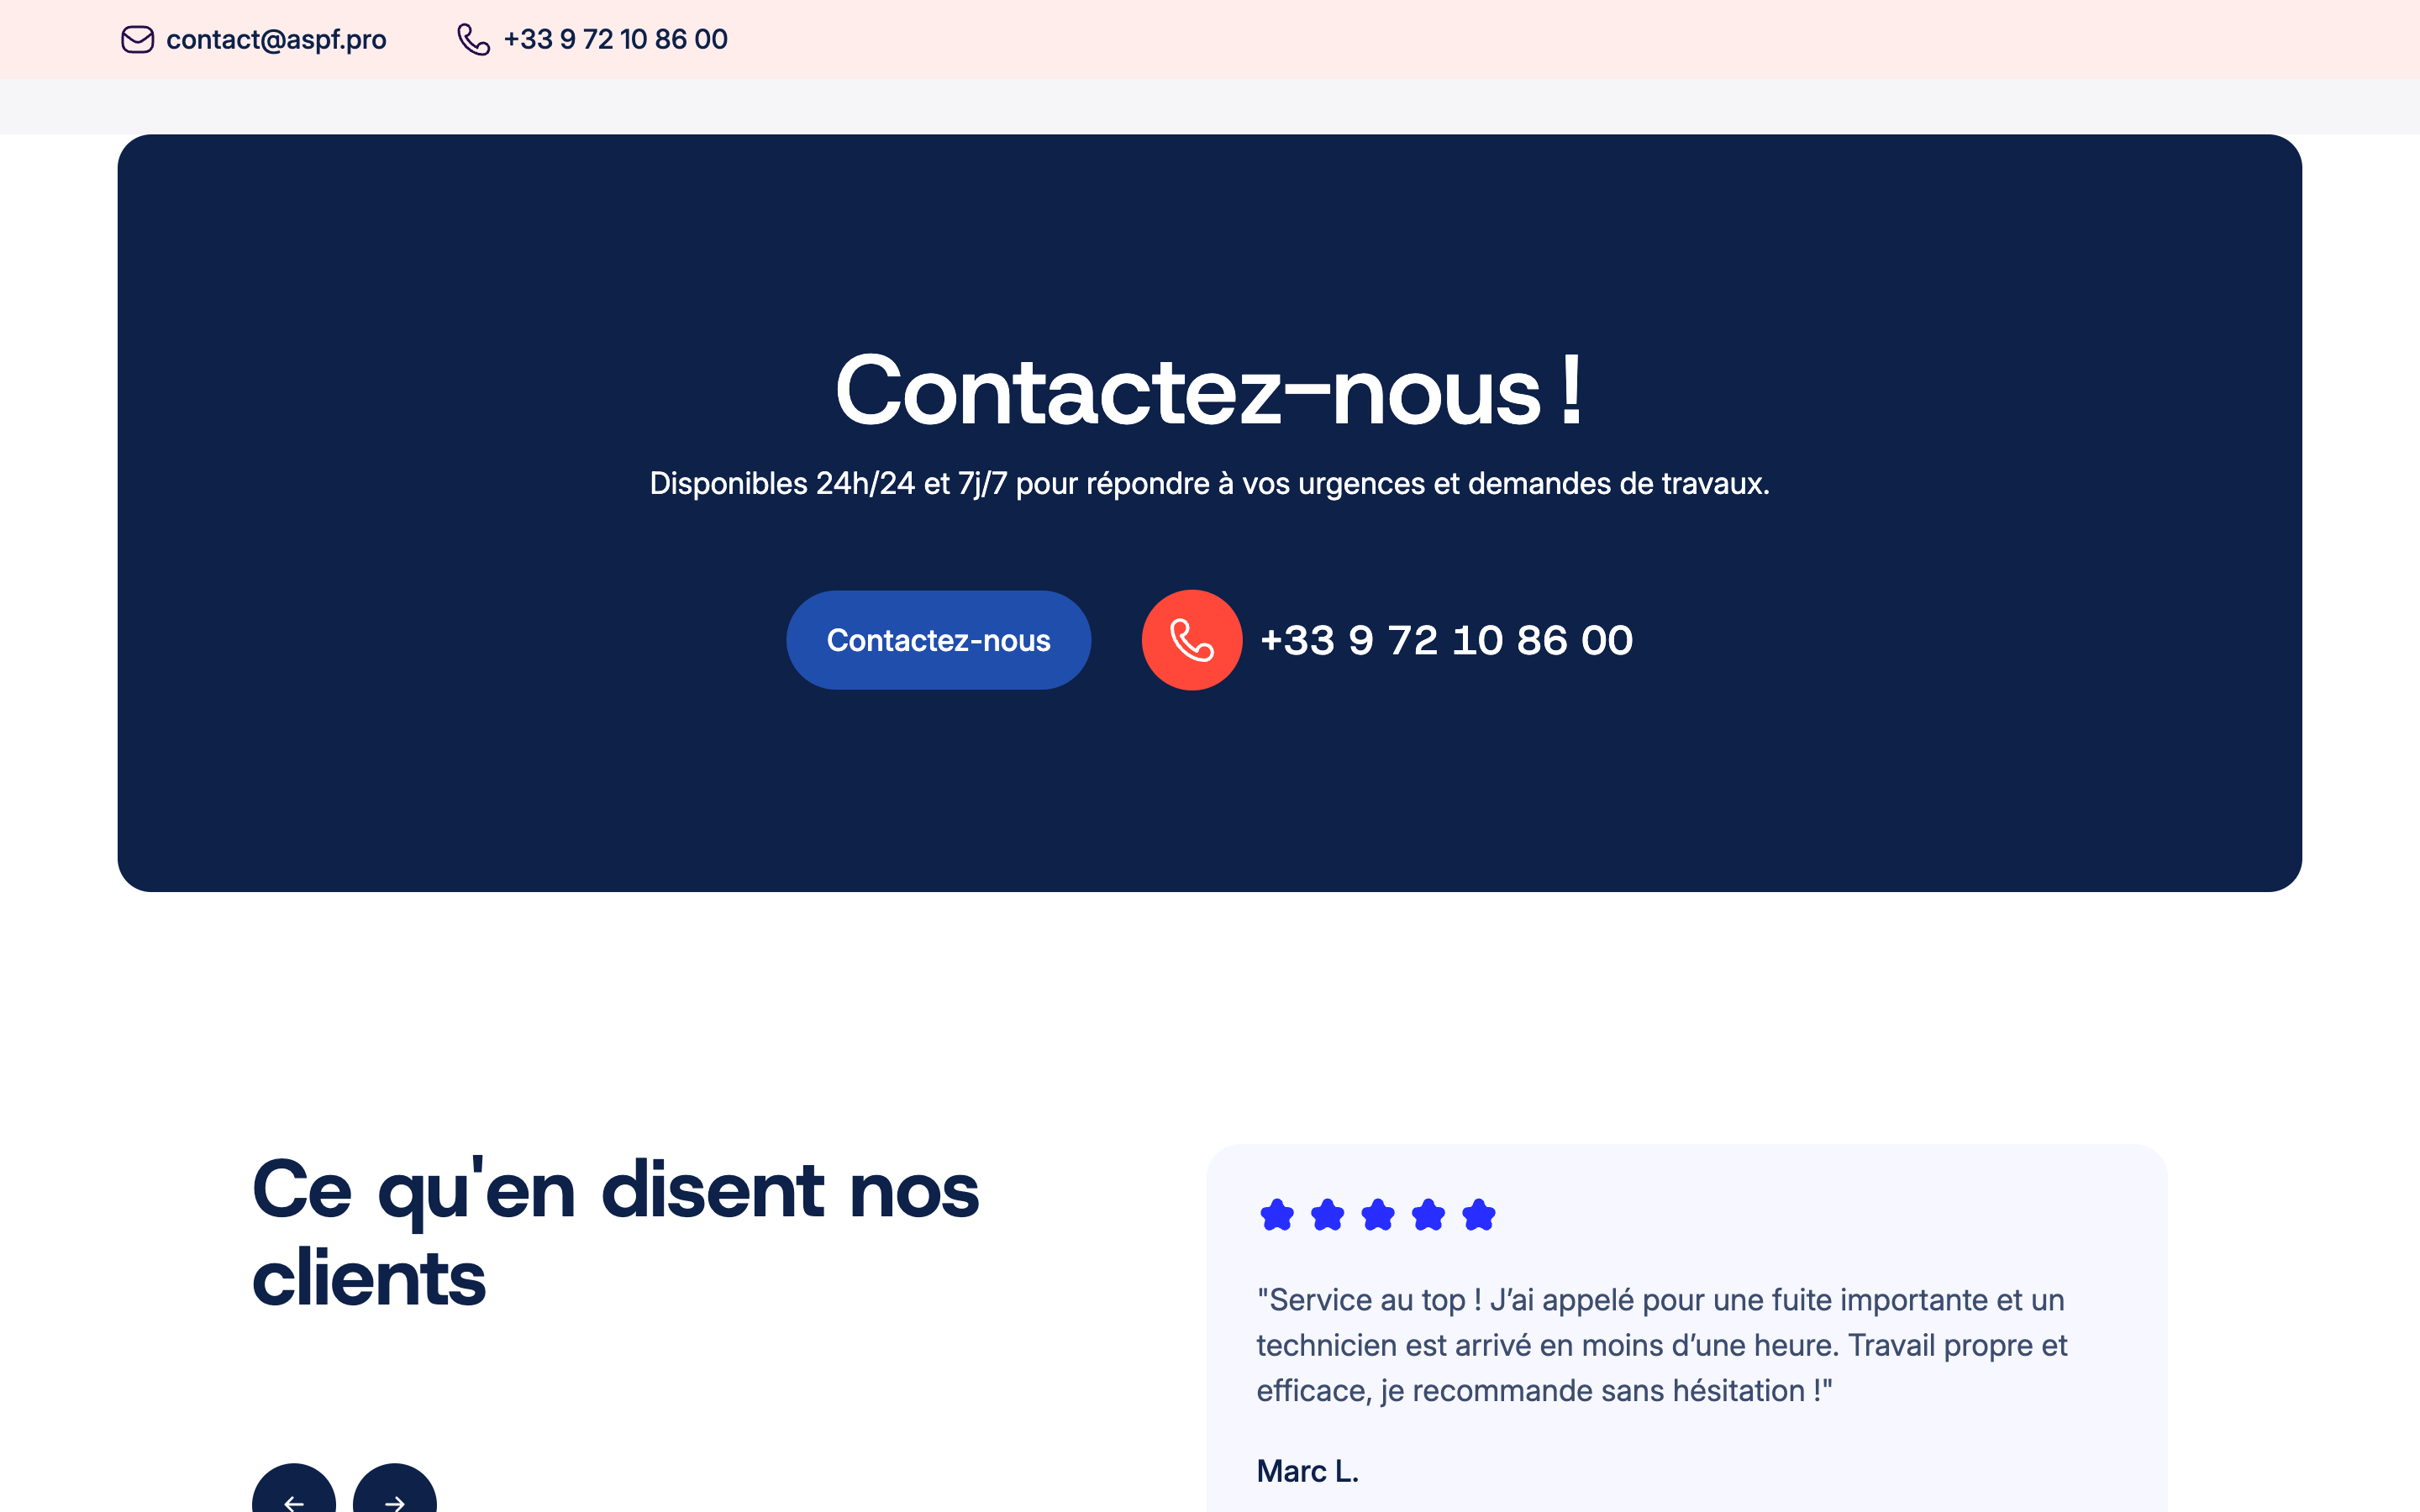 contact@aspf.pro
+33 9 72 10 86 00
Contactez-nous !
Disponibles 24h/24 et 7j/7 pour répondre à vos urgences et demandes de travaux.
Contactez-nous
+33 9 72 10 86 00
Ce qu'en disent nos
clients
"Service au top ! J’ai appelé pour une fuite importante et un
technicien est arrivé en moins d’une heure. Travail propre et
efficace, je recommande sans hésitation !"
Marc L.